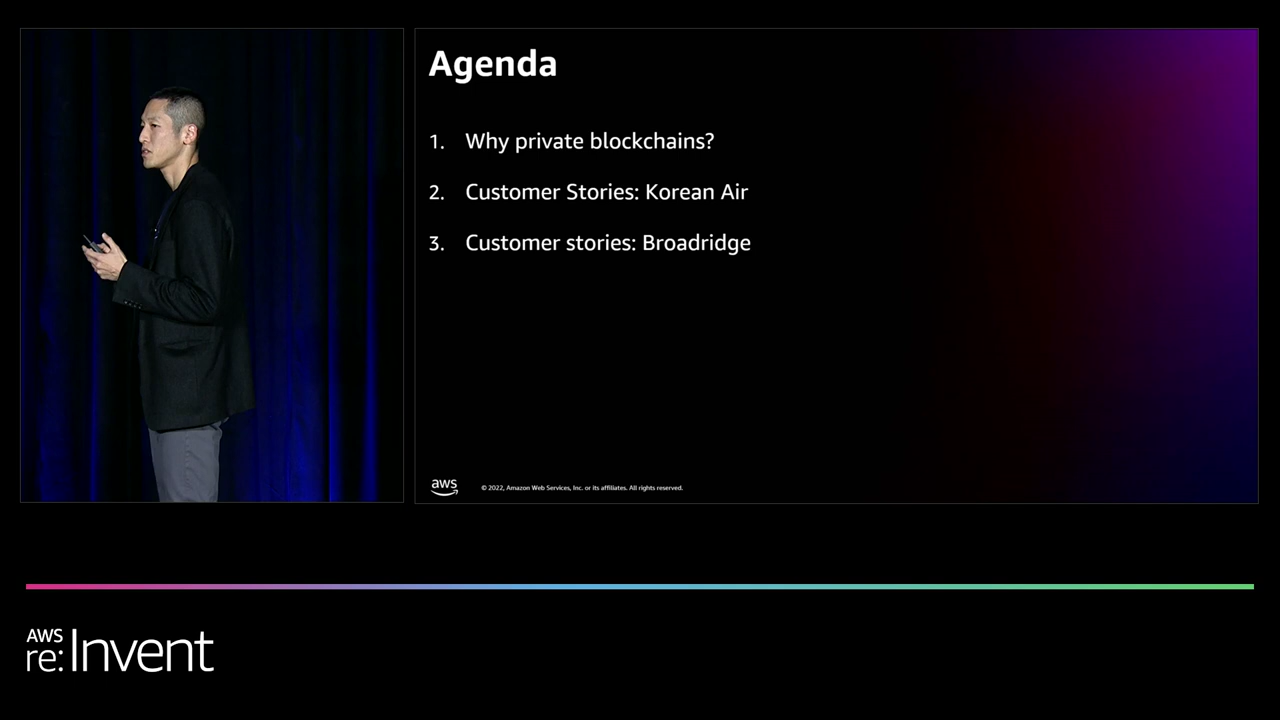 Agenda
1. Why private blockchains?
2. Customer Stories: Korean Air
3. Customer stories: Broadridge
aws
© 2022, Amazon Web Services, Inc. or its affiliates. All rights reserved.
AWS
re:Invent